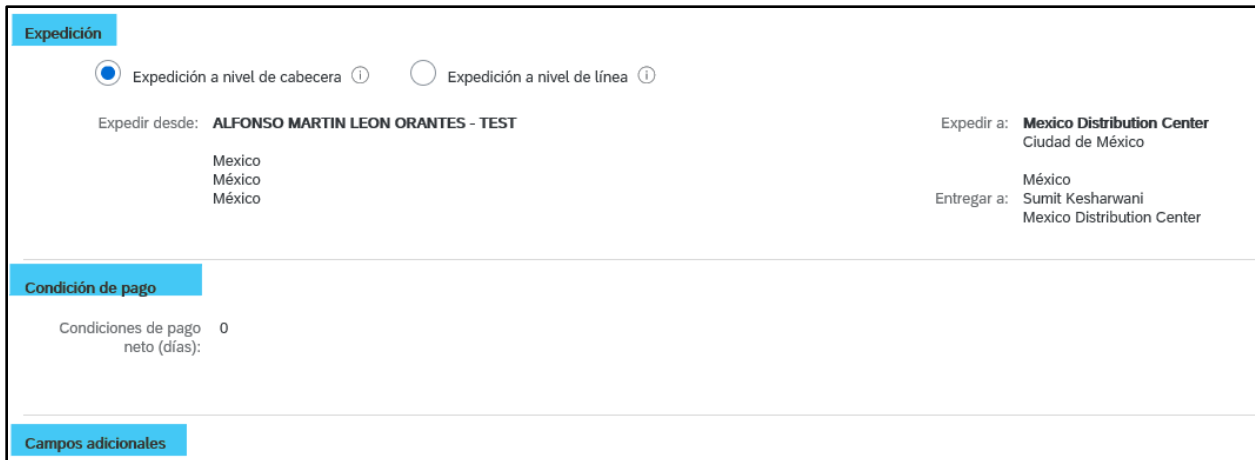 Expedición
Expedición a nivel de cabecera Expedición a nivel de línea
Expedir desde: ALFONSO MARTIN LEON ORANTES - TEST
Mexico
México
México
Expedir a: Mexico Distribution Center
Ciudad de México
México
Entregar a: Sumit Kesharwani
Mexico Distribution Center
Condición de pago
Condiciones de pago 0
neto (días):
Campos adicionales